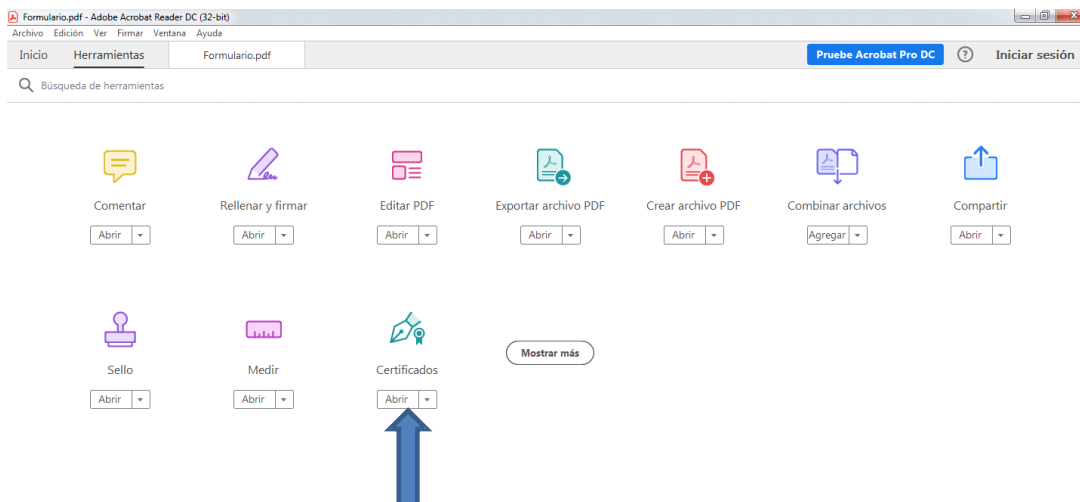 Formulario.pdf - Adobe Acrobat Reader DC (32-bit)
Archivo Edición Ver Firmar Ventana Ayuda
Inicio Herramientas Formulario.pdf Pruebe Acrobat Pro DC ? Iniciar sesión
Búsqueda de herramientas
Comentar Rellenar y firmar Editar PDF Exportar archivo PDF Crear archivo PDF Combinar archivos Compartir
Abrir Abrir Abrir Abrir Abrir Agregar Abrir
Mostrar más
Sello Medir Certificados
Abrir Abrir Abrir